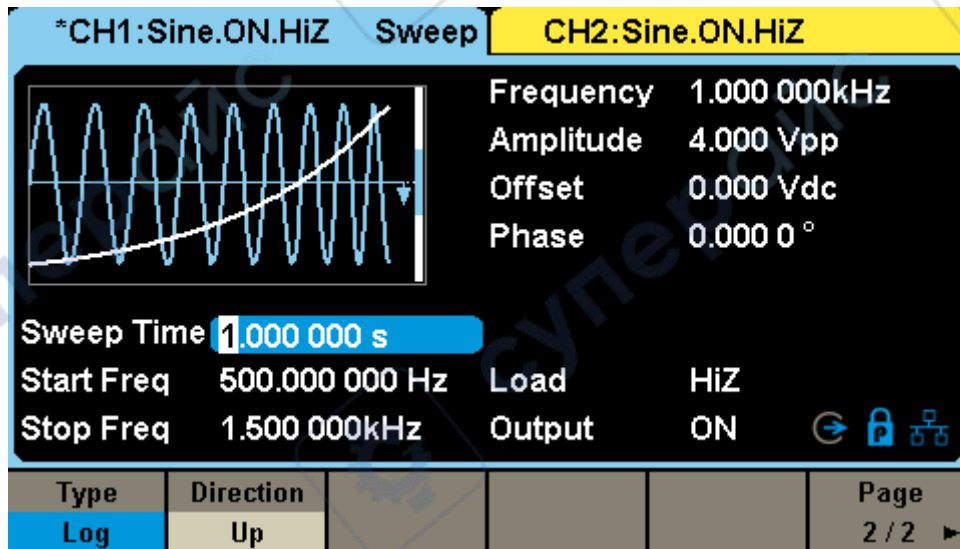 *CH1:Sine.ON.HiZ Sweep CH2:Sine.ON.HiZ
Frequency 1.000 000kHz
Amplitude 4.000 Vpp
Offset 0.000 Vdc
Phase 0.000 0 °
Sweep Time 1.000 000 s
Start Freq 500.000 000 Hz Load HiZ
Stop Freq 1.500 000kHz Output ON P
Type Direction Page
Log Up 2 / 2 ►
суперайс
суперайс